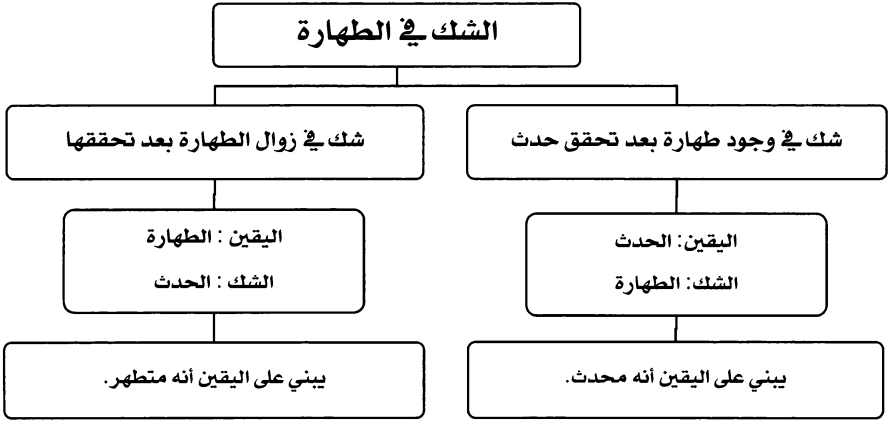 الشك في الطهارة
شك في وجود طهارة بعد تحقق حدث
شك في زوال الطهارة بعد تحققها
اليقين: الحدث
الشك: الطهارة
اليقين : الطهارة
الشك : الحدث
يبني على اليقين أنه محدث.
يبني على اليقين أنه متطهر.